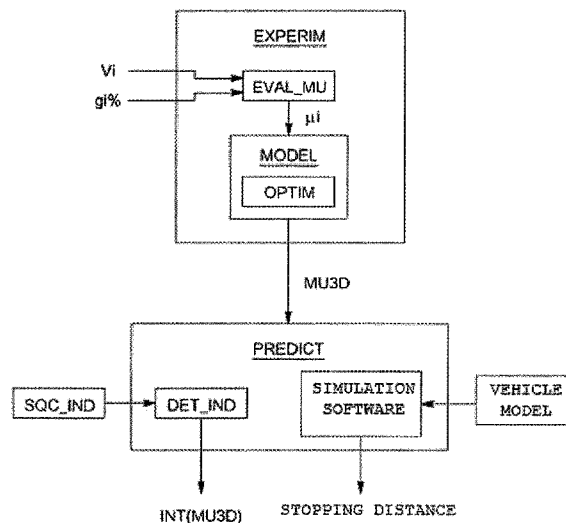 EXPERIM
Vi
gi%
EVAL_MU
μi
MODEL
OPTIM
MU3D
PREDICT
SQC_IND
DET_IND
SIMULATION
SOFTWARE
VEHICLE
MODEL
INT(MU3D)
STOPPING DISTANCE